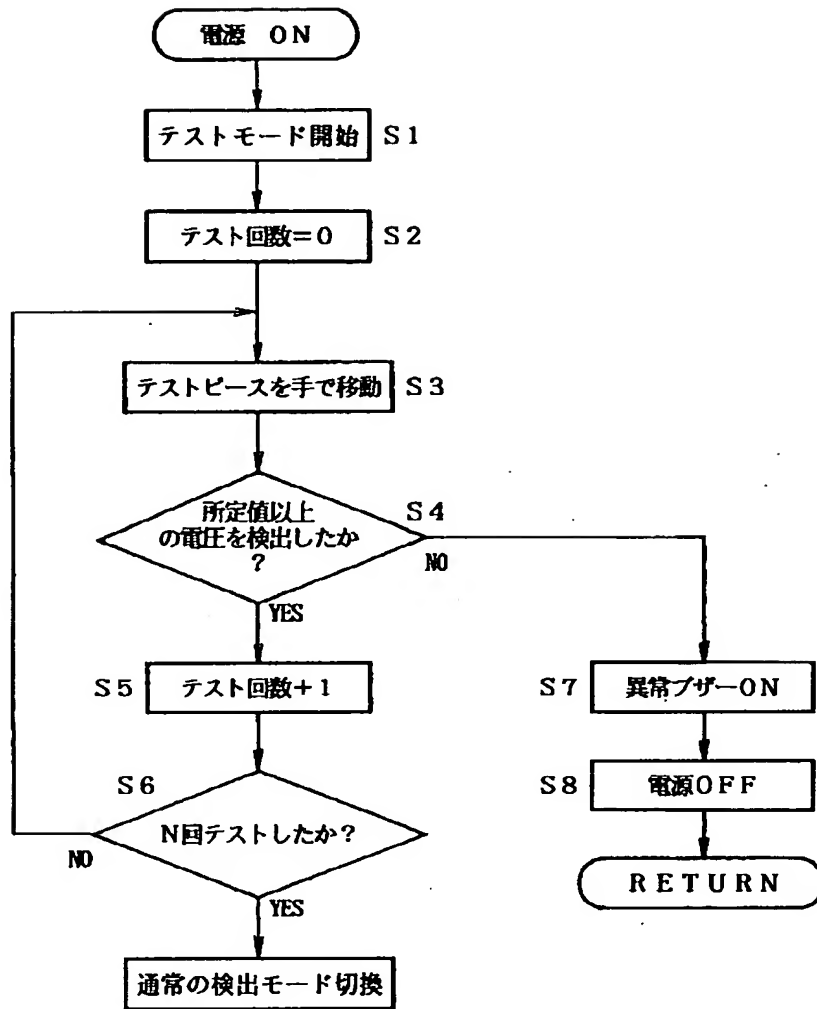 電源 ON
テストモード開始 S1
テスト回数=0 S2
テストピースを手で移動 S3
S4
所定値以上
の電圧を検出したか
?
NO
YES
S5 テスト回数+1
S7 異常ブザーON
S6
N回テストしたか?
NO
YES
S8 電源OFF
RETURN
通常の検出モード切換